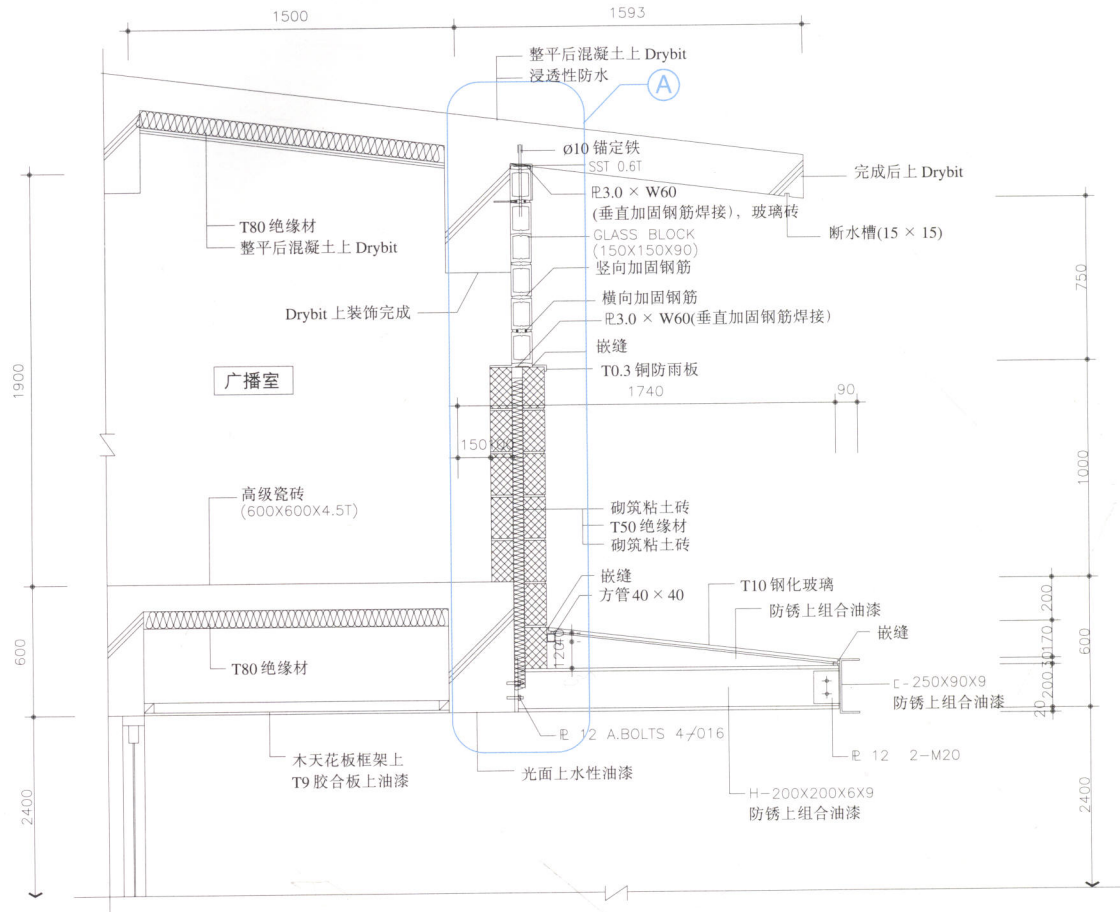 1500
1593
整平后混凝土上 Drybit
浸透性防水
A
Ø10 锚定铁
SST 0.6T
完成后上 Drybit
℄3.0 × W60
(垂直加固钢筋焊接)，玻璃砖
T80 绝缘材
整平后混凝土上 Drybit
GLASS BLOCK
(150X150X90)
断水槽(15 × 15)
竖向加固钢筋
横向加固钢筋
Drybit 上装饰完成
℄3.0 × W60(垂直加固钢筋焊接)
嵌缝
T0.3 铜防雨板
750
1900
广播室
1740
90
150
1000
高级瓷砖
(600X600X4.5T)
砌筑粘土砖
T50 绝缘材
砌筑粘土砖
嵌缝
方管 40 × 40
T10 钢化玻璃
防锈上组合油漆
嵌缝
200
170
30
200
20
600
600
120
T80 绝缘材
⊏-250X90X9
防锈上组合油漆
℄ 12 A.BOLTS 4-∅16
℄ 12 2-M20
木天花板框架上
T9 胶合板上油漆
光面上水性油漆
H-200X200X6X9
防锈上组合油漆
2400
2400